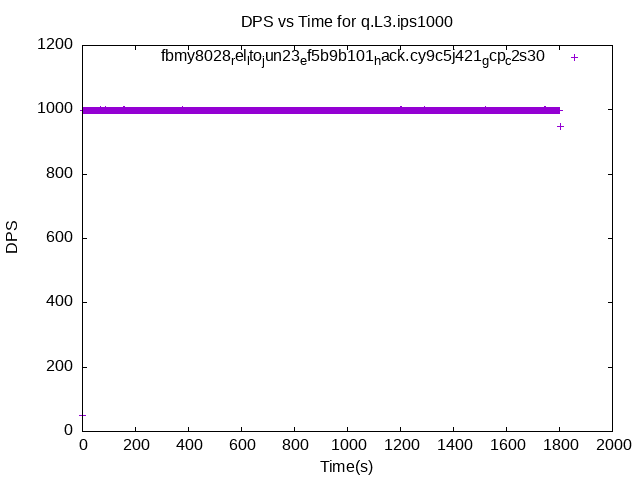 DPS vs Time for q.L3.ips1000
fbmy8028relltojun23ef5b9b101hack.cy9c5j421gcpc2s30
1200
1000
800
600
400
200
0
DPS
0 200 400 600 800 1000 1200 1400 1600 1800 2000
Time(s)